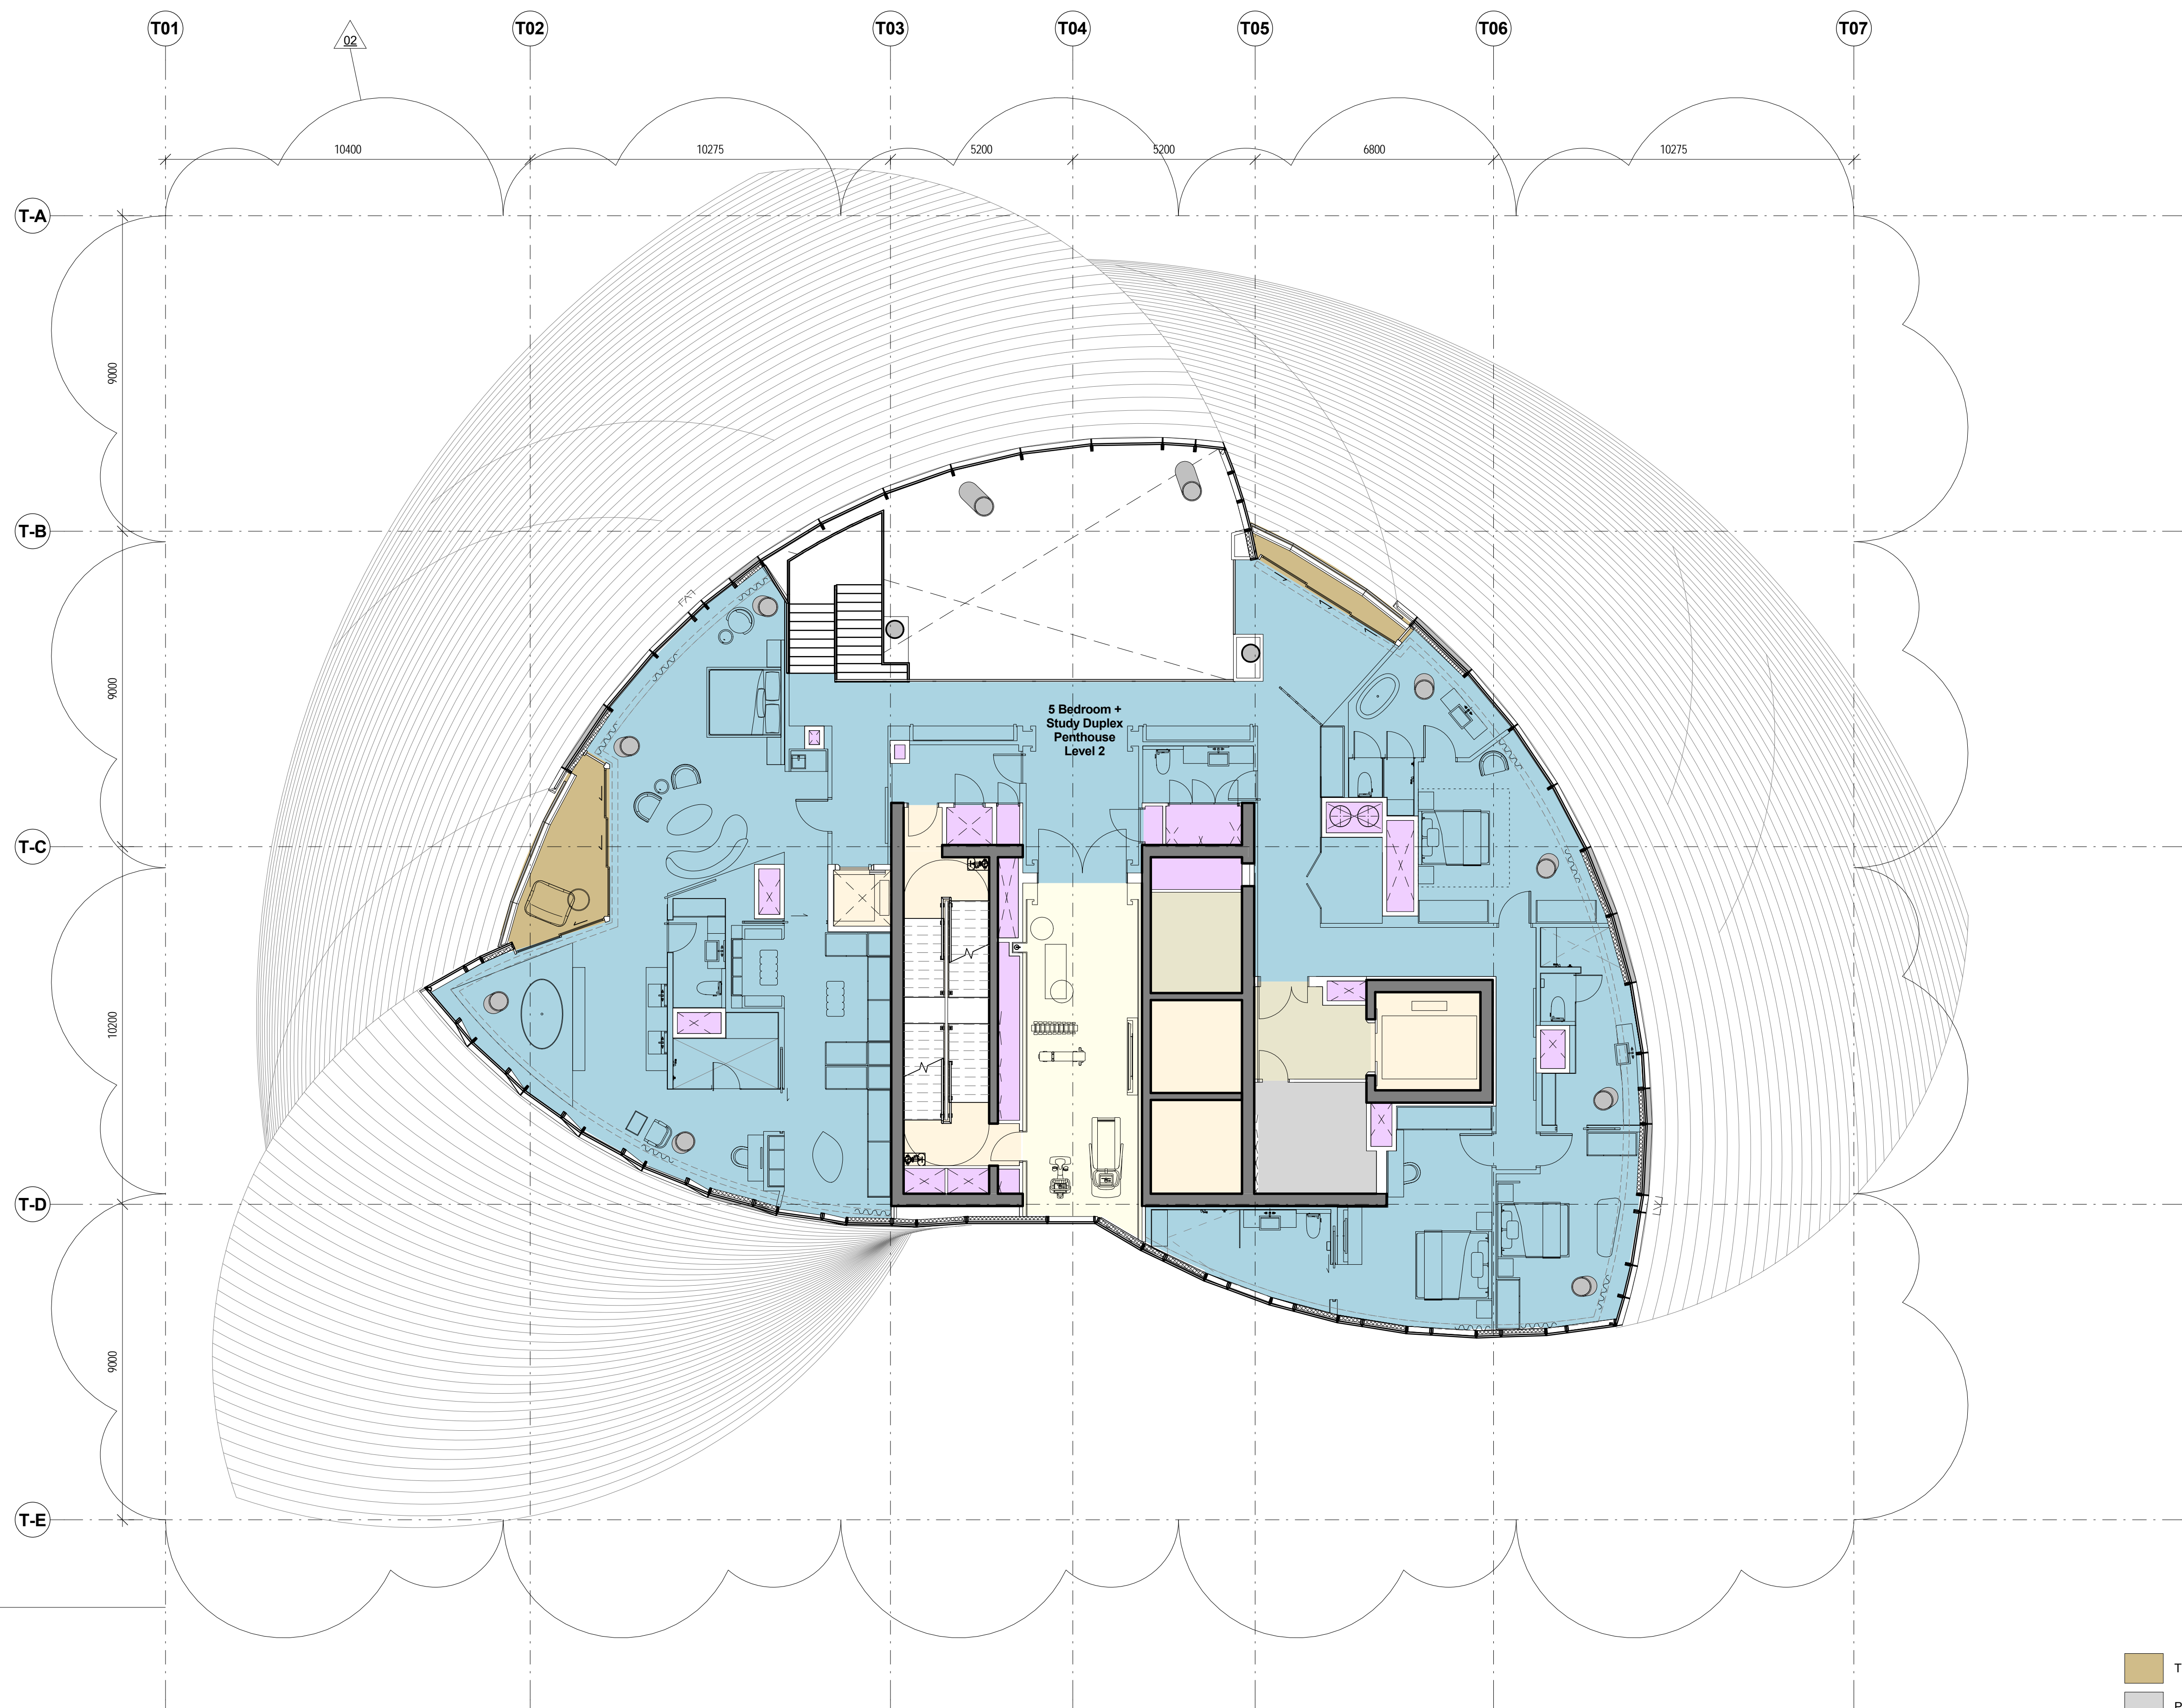 T01
T02
T03
T04
T05
T06
T07
02
10400
10275
5200
5200
6800
10275
T-A
9000
T-B
9000
5 Bedroom +
Study Duplex
Penthouse
Level 2
T-C
10200
T-D
9000
T-E
T
P